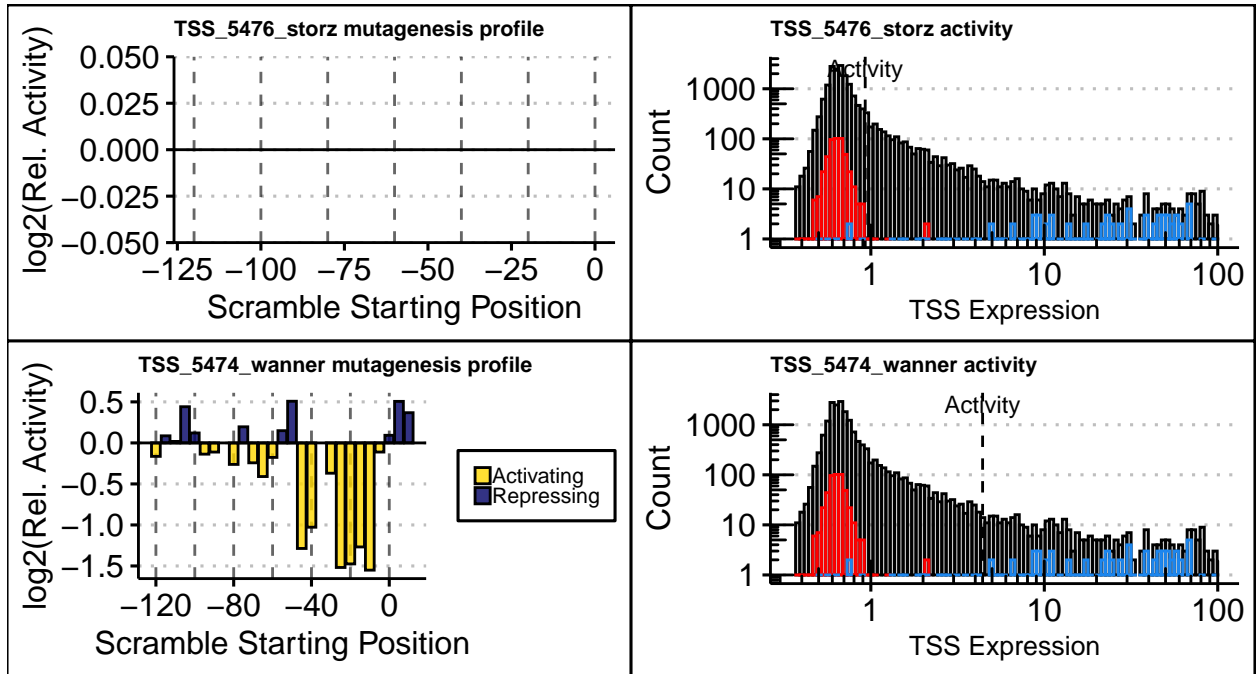 TSS_5476_storz mutagenesis profile
log2(Rel. Activity)
0.050
0.025
0.000
−0.025
−0.050
−125 −100 −75 −50 −25 0
Scramble Starting Position
TSS_5476_storz activity
Activity
Count
1000
100
10
1
1 10 100
TSS Expression
TSS_5474_wanner mutagenesis profile
log2(Rel. Activity)
0.5
0.0
−0.5
−1.0
−1.5
−120 −80 −40 0
Scramble Starting Position
Activating
Repressing
TSS_5474_wanner activity
Activity
Count
1000
100
10
1
1 10 100
TSS Expression